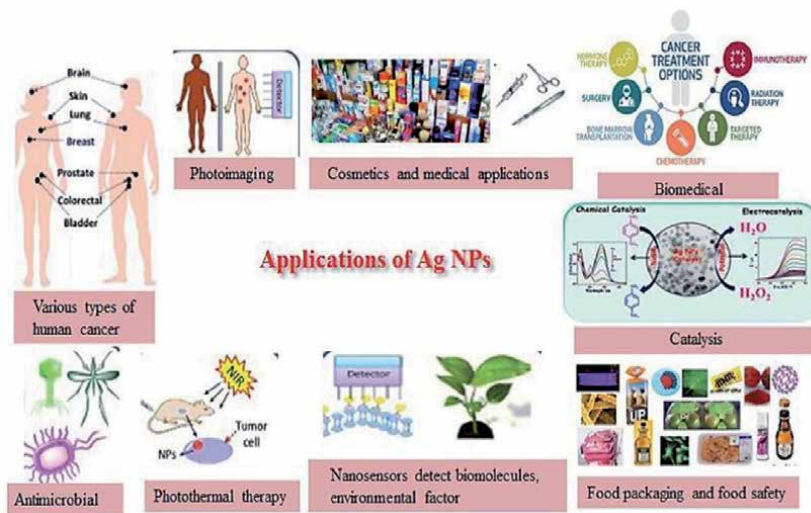 Brain
Skin
Lung
Breast
Prostate
Colorectal
Bladder
Various types of
human cancer
Detector
Photoimaging
Cosmetics and medical applications
CANCER
TREATMENT
OPTIONS
HORMONE
THERAPY
IMMUNOTHERAPY
SURGERY
RADIATION
THERAPY
BONE MARROW
TRANSPLANTATION
TARGETED
THERAPY
CHEMOTHERAPY
Biomedical
Applications of Ag NPs
Chemical Catalysis
Electrocatalysis
H2O
H2O2
Catalysis
Antimicrobial
NIR
Tumor
cell
NPs
Photothermal therapy
Detector
Nanosensors detect biomolecules,
environmental factor
UP
Food packaging and food safety